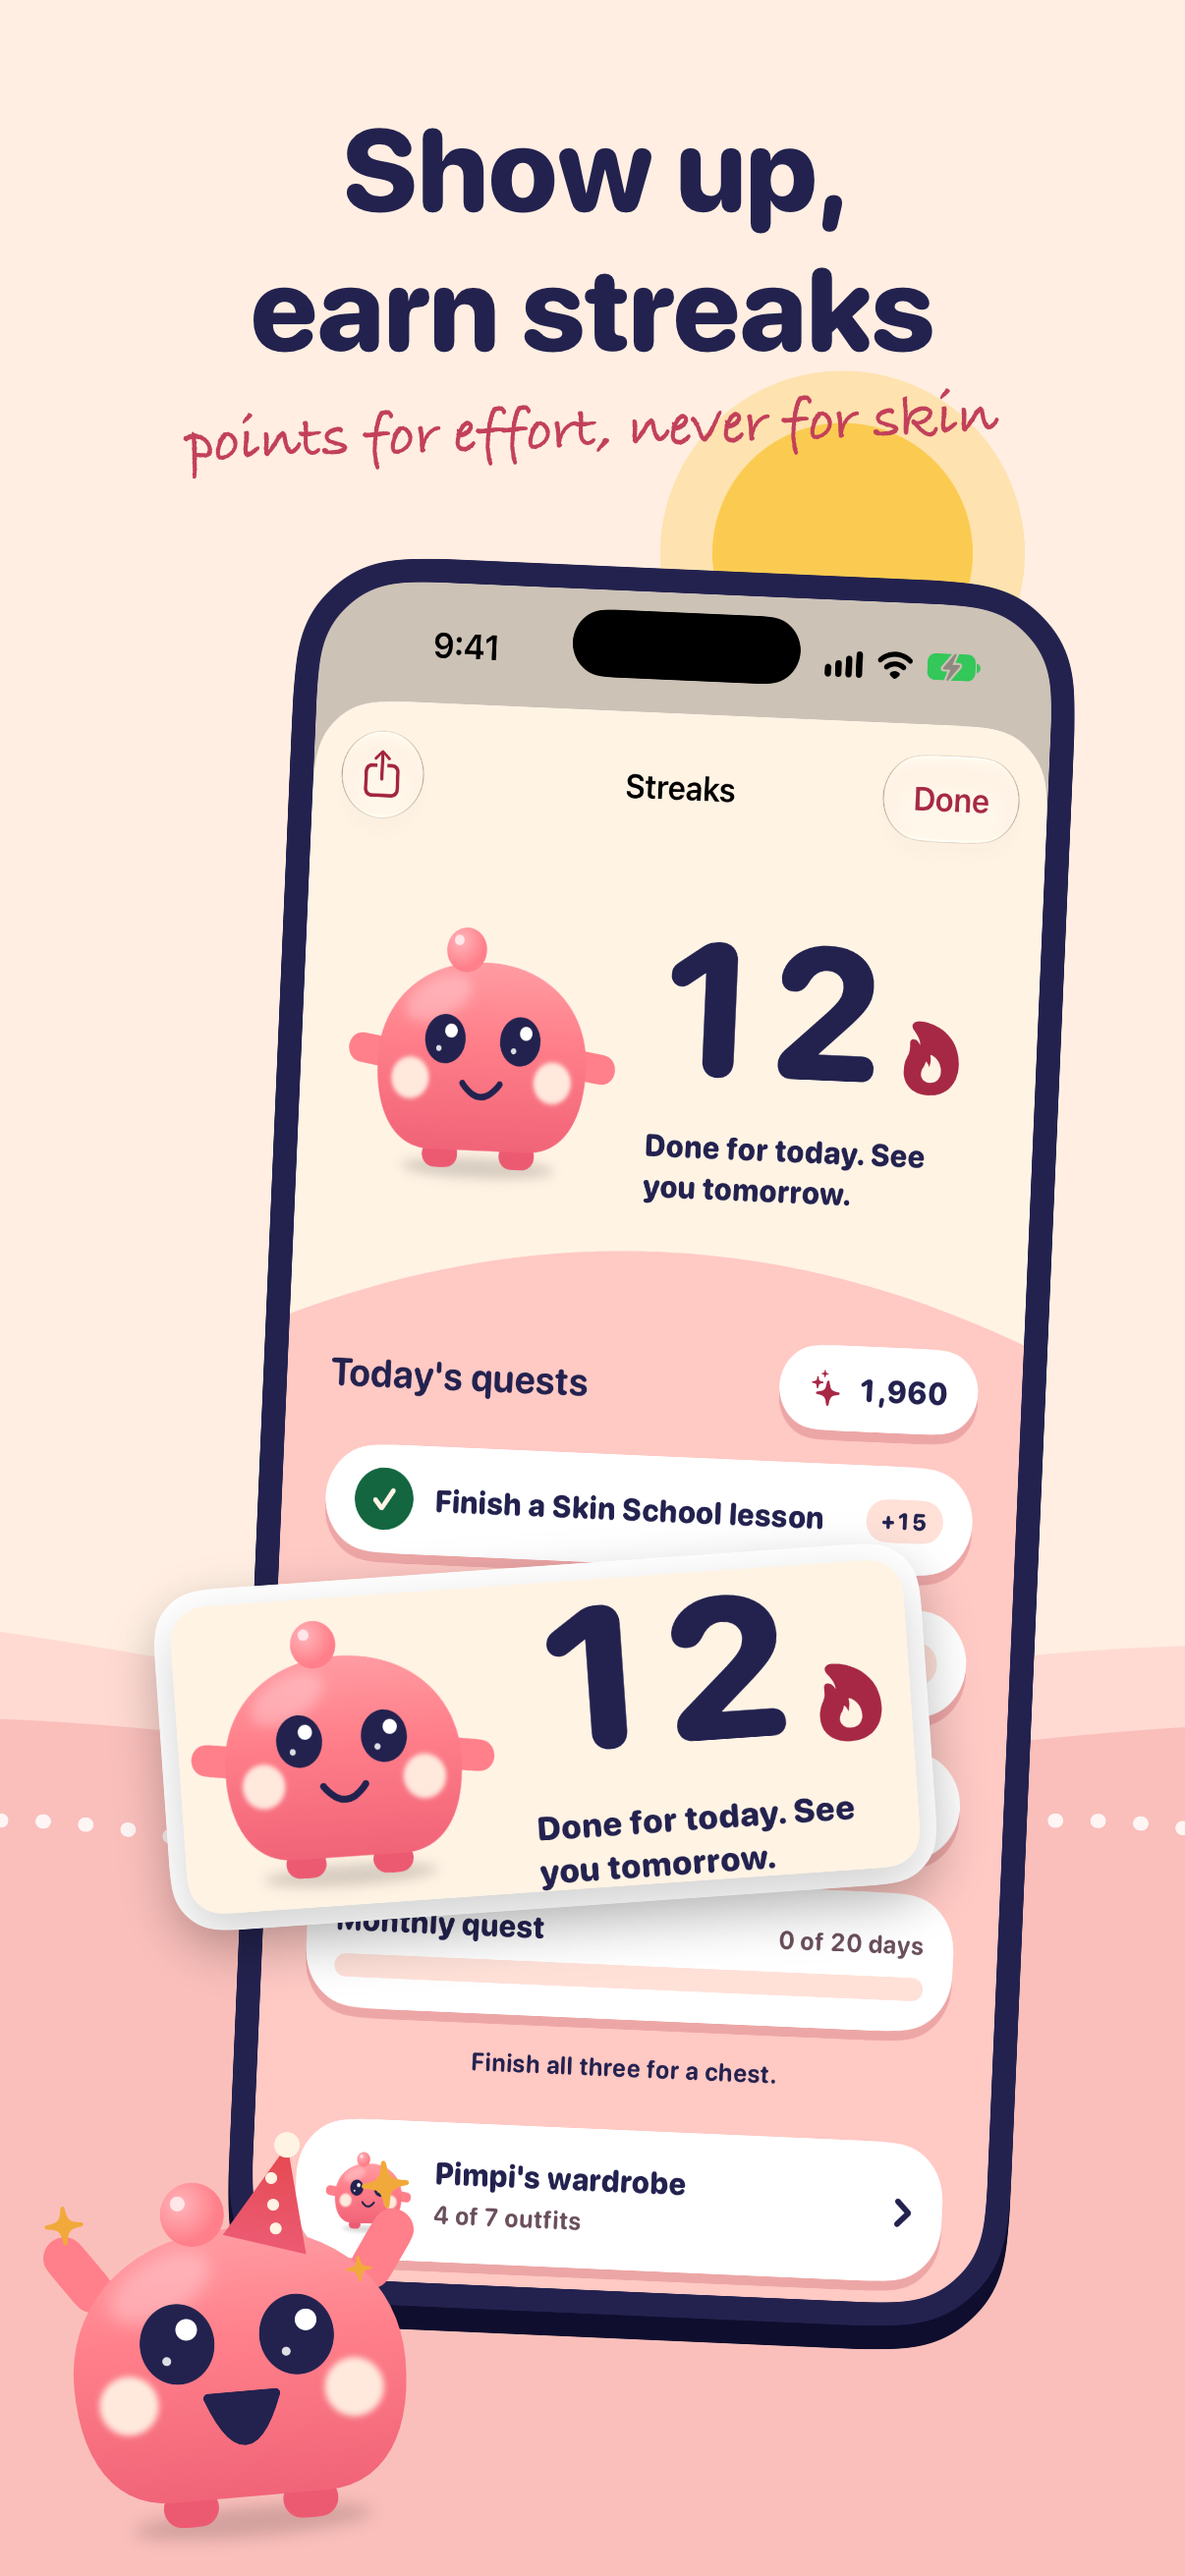 Show up,
earn streaks
points for effort, never for skin
9:41
Streaks
Done
12
Done for today. See
you tomorrow.
Today's quests
1,960
Finish a Skin School lesson
+15
12
Done for today. See
you tomorrow.
Monthly quest
0 of 20 days
Finish all three for a chest.
Pimpi's wardrobe
4 of 7 outfits